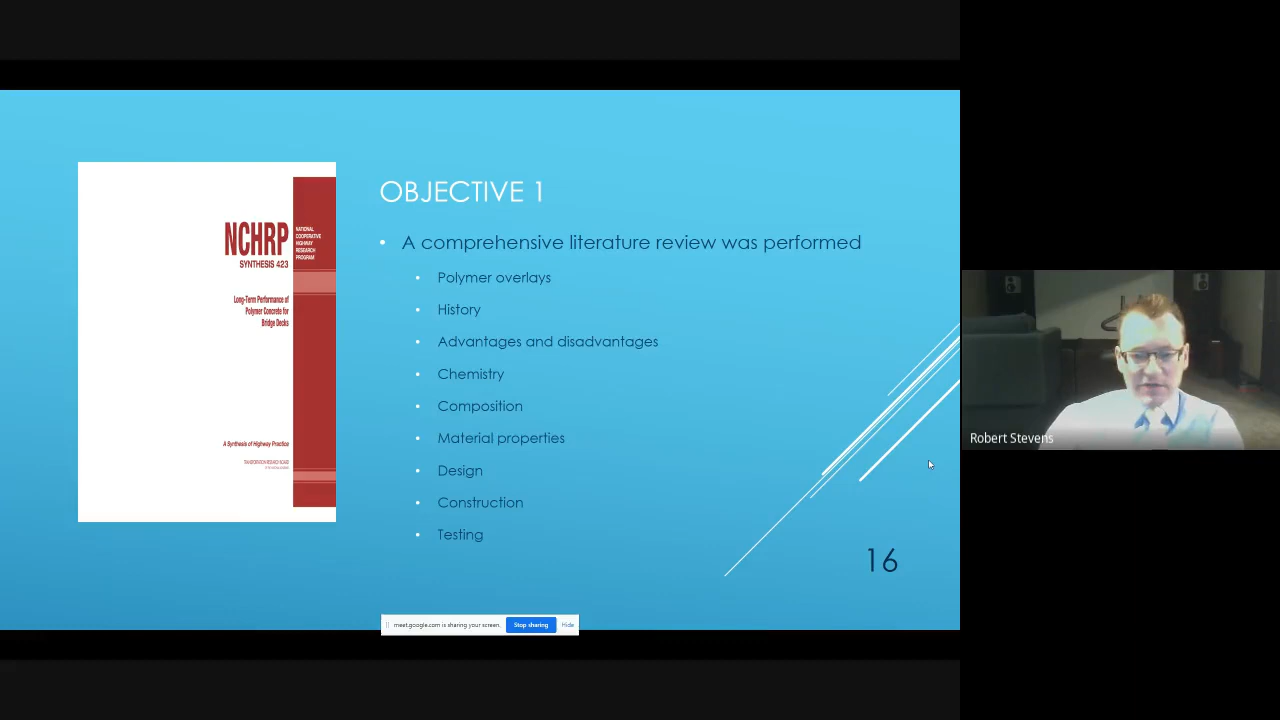 OBJECTIVE 1
NCHRP
SYNTHESIS 423
NATIONAL
COOPERATIVE
HIGHWAY
RESEARCH
PROGRAM
Long-Term Performance of
Polymer Concrete for
Bridge Decks
A Synthesis of Highway Practice
TRANSPORTATION RESEARCH BOARD
• A comprehensive literature review was performed
• Polymer overlays
• History
• Advantages and disadvantages
• Chemistry
• Composition
• Material properties
• Design
• Construction
• Testing
16
meet.google.com is sharing your screen.
Stop sharing
Hide
Robert Stevens